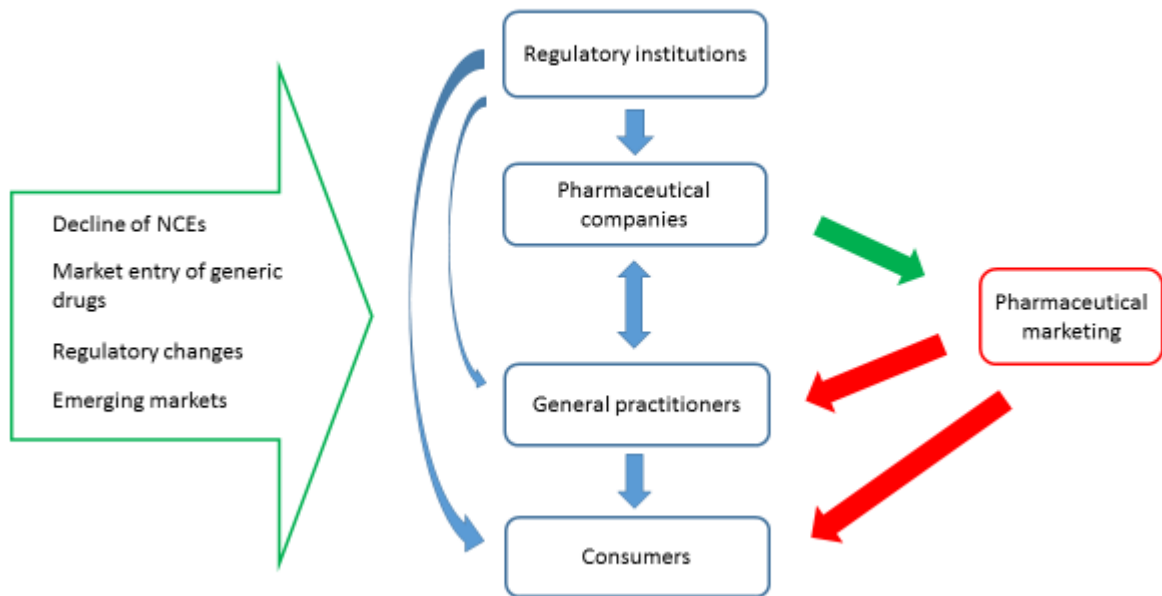 Regulatory institutions
Pharmaceutical
companies
General practitioners
Consumers
Decline of NCEs
Market entry of generic
drugs
Regulatory changes
Emerging markets
Pharmaceutical
marketing